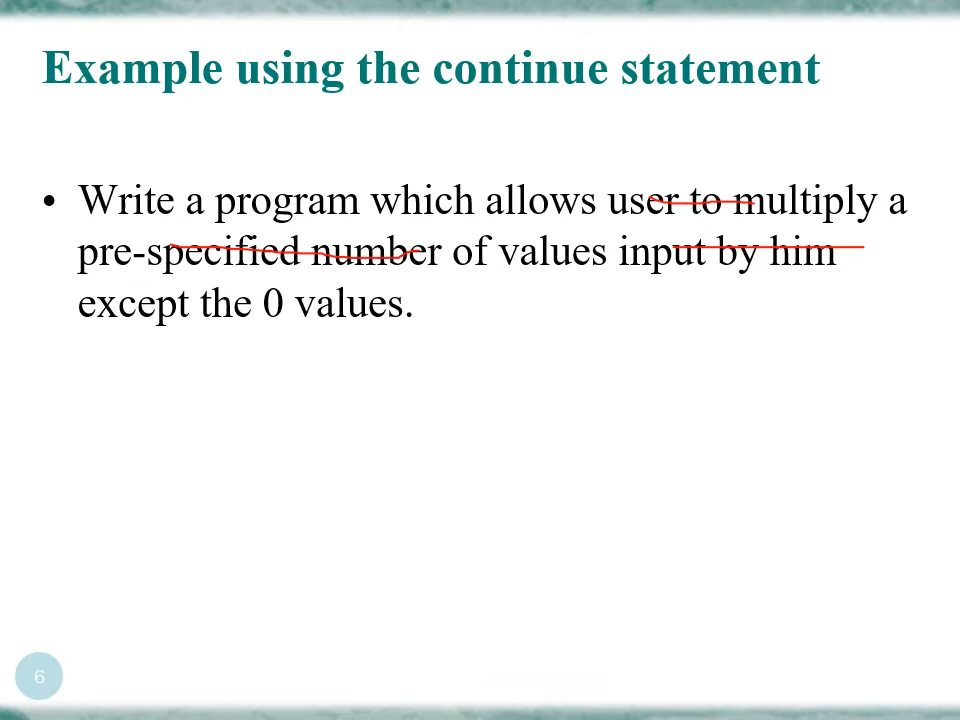 Example using the continue statement
• Write a program which allows user to multiply a
pre-specified number of values input by him
except the 0 values.
6